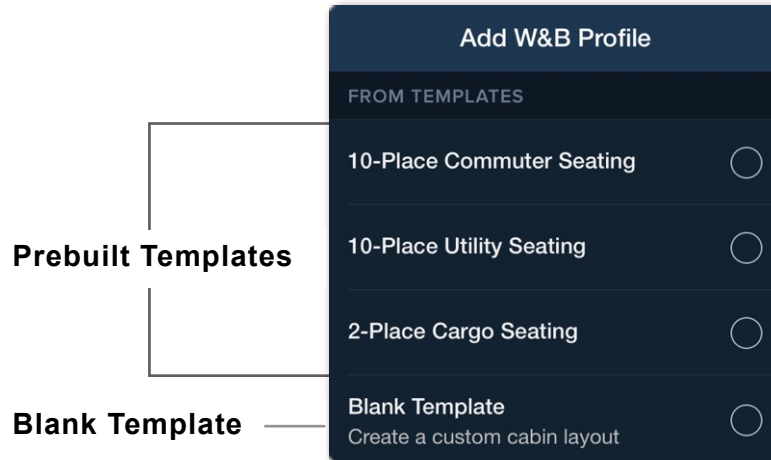 Add W&B Profile
FROM TEMPLATES
10-Place Commuter Seating
10-Place Utility Seating
Prebuilt Templates
2-Place Cargo Seating
Blank Template
Blank Template
Create a custom cabin layout